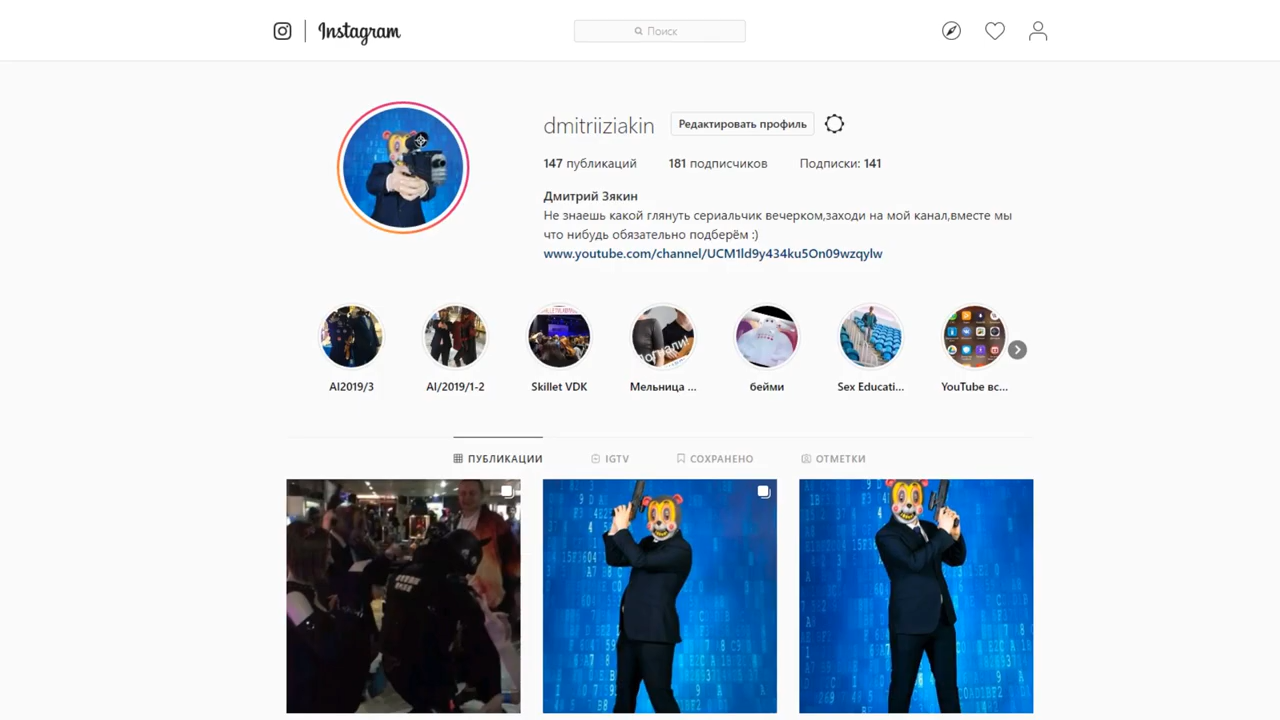 Instagram
Поиск
dmitriiziakin
Редактировать профиль
147 публикаций 181 подписчиков Подписки: 141
Дмитрий Зякин
Не знаешь какой глянуть сериальчик вечерком,заходи на мой канал,вместе мы
что нибудь обязательно подберём :)
www.youtube.com/channel/UCM1ld9y434ku5On09wzqylw
AI2019/3 AI/2019/1-2 Skillet VDK Мельница ... бейми Sex Educati... YouTube вс...
ПУБЛИКАЦИИ IGTV СОХРАНЕНО ОТМЕТКИ